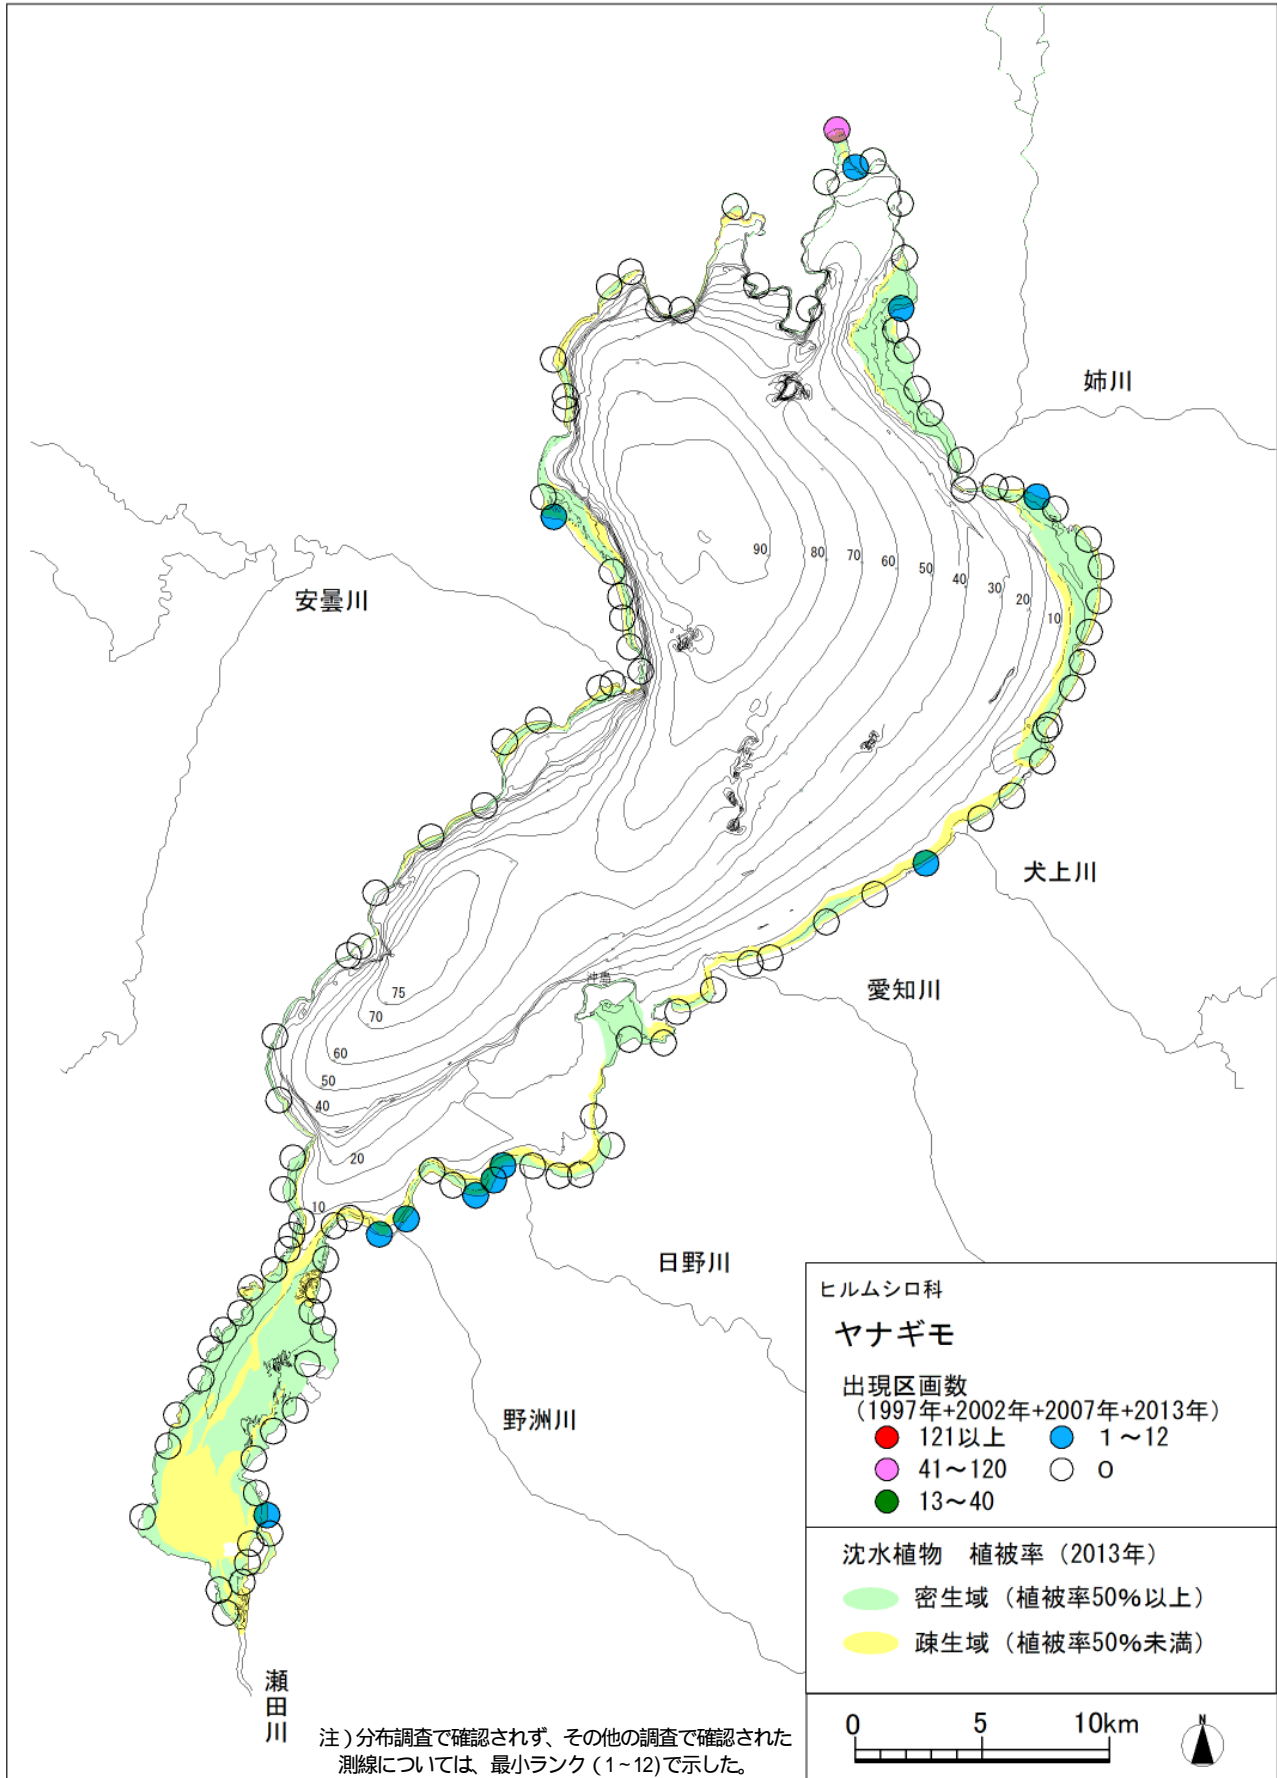 姉川
安曇川
90
80
70
60
50
40
30
20
10
犬上川
愛知川
沖島
75
70
60
50
40
20
10
日野川
野洲川
瀬田川
ヒルムシロ科
ヤナギモ
出現区画数
(1997年+2002年+2007年+2013年)
121以上
1～12
41～120
0
13～40
沈水植物 植被率(2013年)
密生域(植被率50%以上)
疎生域(植被率50%未満)
0 5 10km
N
注)分布調査で確認されず、その他の調査で確認された
測線については、最小ランク(1~12)で示した。